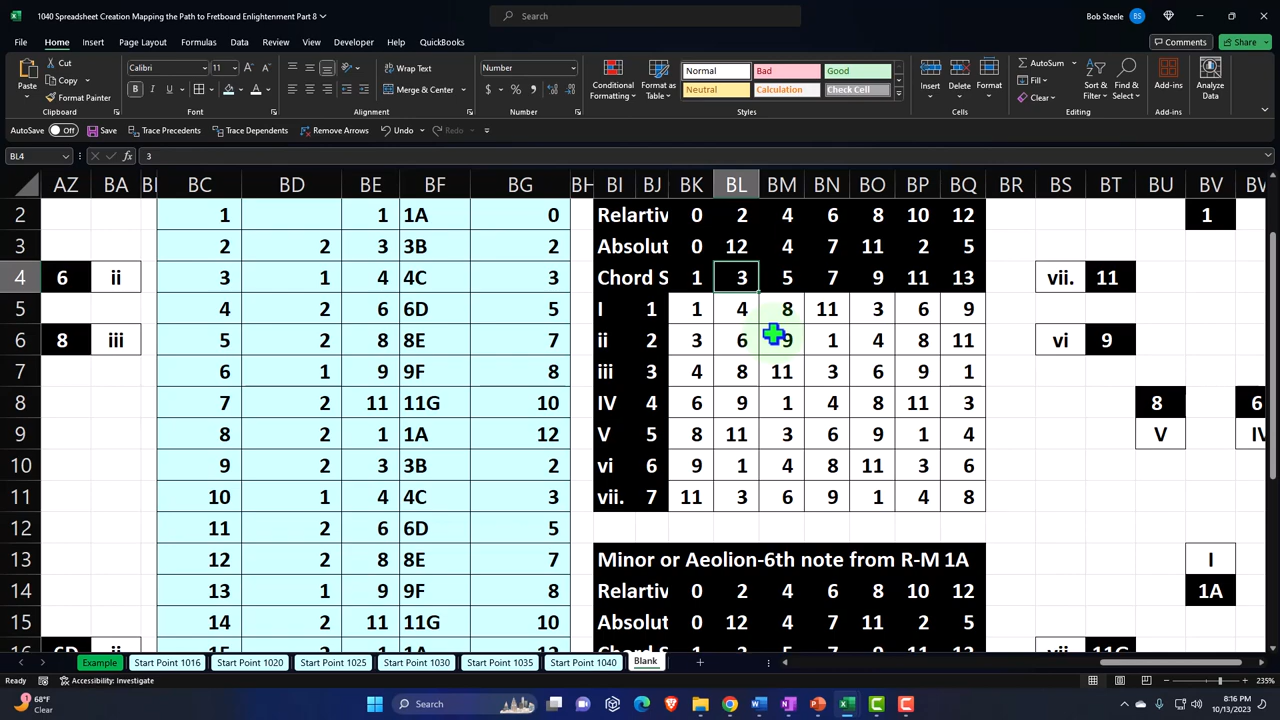 1040 Spreadsheet Creation Mapping the Path to Fretboard Enlightenment Part 8
Search
Bob Steele BS
File Home Insert Page Layout Formulas Data Review View Developer Help QuickBooks Comments Share
Cut
Copy
Paste
Format Painter
Calibri 11
B I U
Wrap Text
Merge & Center
Number
Conditional Formatting
Format as Table
Normal Bad Good
Neutral Calculation Check Cell
Insert Delete Format
AutoSum
Fill
Clear
Sort & Filter
Find & Select
Add-ins
Analyze Data
Clipboard Font Alignment Number Styles Cells Editing Add-ins
AutoSave Off Save Trace Precedents Trace Dependents Remove Arrows Undo Redo
BL4 fx 3
AZ BA BC BD BE BF BG BH BI BJ BK BL BM BN BO BP BQ BR BS BT BU BV
2 1 1 1A 0 Relartiv 0 2 4 6 8 10 12 1
3 2 2 3 3B 2 Absolut 0 12 4 7 11 2 5
4 6 ii 3 1 4 4C 3 Chord S 1 3 5 7 9 11 13 vii. 11
5 4 2 6 6D 5 I 1 1 4 8 11 3 6 9
6 8 iii 5 2 8 8E 7 ii 2 3 6 9 1 4 8 11 vi 9
7 6 1 9 9F 8 iii 3 4 8 11 3 6 9 1
8 7 2 11 11G 10 IV 4 6 9 1 4 8 11 3 8 6
9 8 2 1 1A 12 V 5 8 11 3 6 9 1 4 V IV
10 9 2 3 3B 2 vi 6 9 1 4 8 11 3 6
11 10 1 4 4C 3 vii. 7 11 3 6 9 1 4 8
12 11 2 6 6D 5
13 12 2 8 8E 7 Minor or Aeolion-6th note from R-M 1A I
14 13 1 9 9F 8 Relartiv 0 2 4 6 8 10 12 1A
15 14 2 11 11G 10 Absolut 0 12 4 7 11 2 5
Example Start Point 1016 Start Point 1020 Start Point 1025 Start Point 1030 Start Point 1035 Start Point 1040 Blank
Ready Accessibility: Investigate 235%
68°F
Clear
Search
8:16 PM
10/13/2023